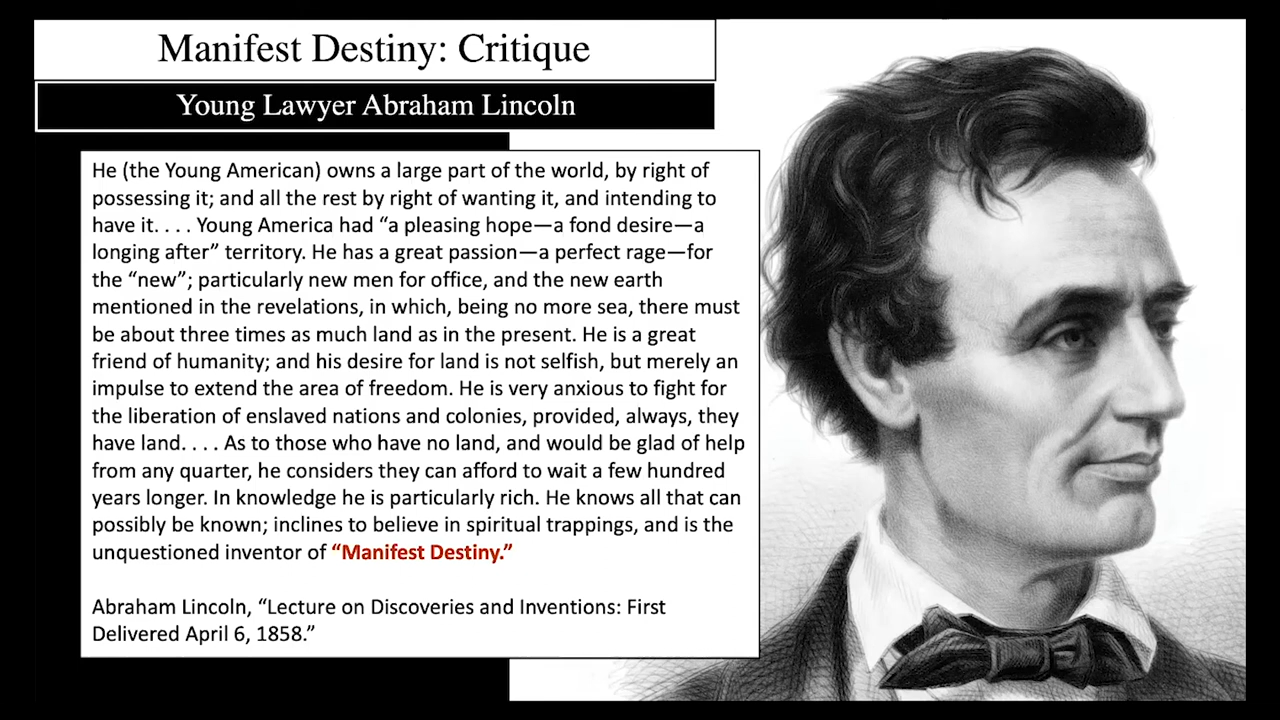 Manifest Destiny: Critique
Young Lawyer Abraham Lincoln
He (the Young American) owns a large part of the world, by right of
possessing it; and all the rest by right of wanting it, and intending to
have it. . . . Young America had “a pleasing hope—a fond desire—a
longing after” territory. He has a great passion—a perfect rage—for
the “new”; particularly new men for office, and the new earth
mentioned in the revelations, in which, being no more sea, there must
be about three times as much land as in the present. He is a great
friend of humanity; and his desire for land is not selfish, but merely an
impulse to extend the area of freedom. He is very anxious to fight for
the liberation of enslaved nations and colonies, provided, always, they
have land. . . . As to those who have no land, and would be glad of help
from any quarter, he considers they can afford to wait a few hundred
years longer. In knowledge he is particularly rich. He knows all that can
possibly be known; inclines to believe in spiritual trappings, and is the
unquestioned inventor of “Manifest Destiny.”
Abraham Lincoln, “Lecture on Discoveries and Inventions: First
Delivered April 6, 1858.”